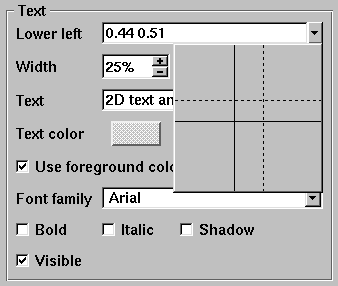 Text
Lower left 0.44 0.51
Width 25%
Text 2D text an
Text color
Use foreground colo
Font family Arial
Bold Italic Shadow
Visible